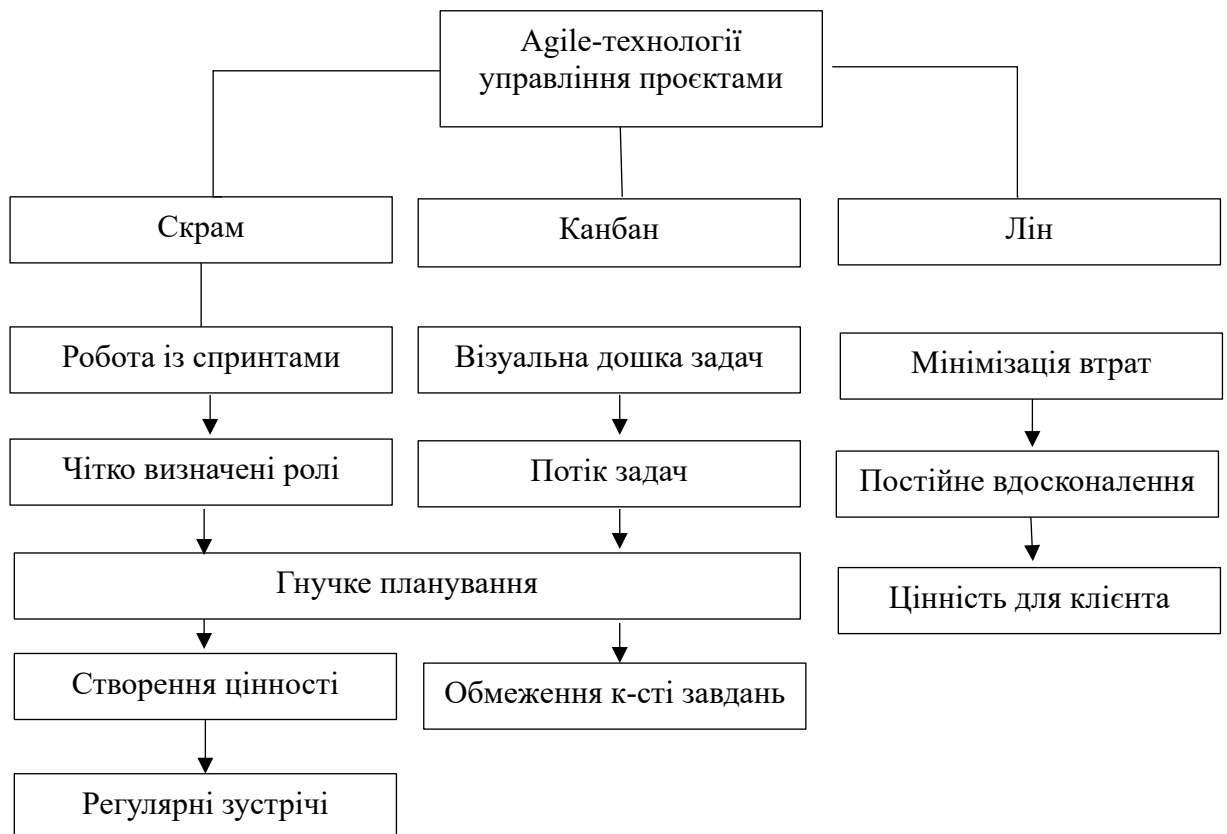 Agile-технології
управління проєктами
Скрам
Канбан
Лін
Робота із спринтами
Візуальна дошка задач
Мінімізація втрат
Чітко визначені ролі
Потік задач
Постійне вдосконалення
Гнучке планування
Цінність для клієнта
Створення цінності
Обмеження к-сті завдань
Регулярні зустрічі